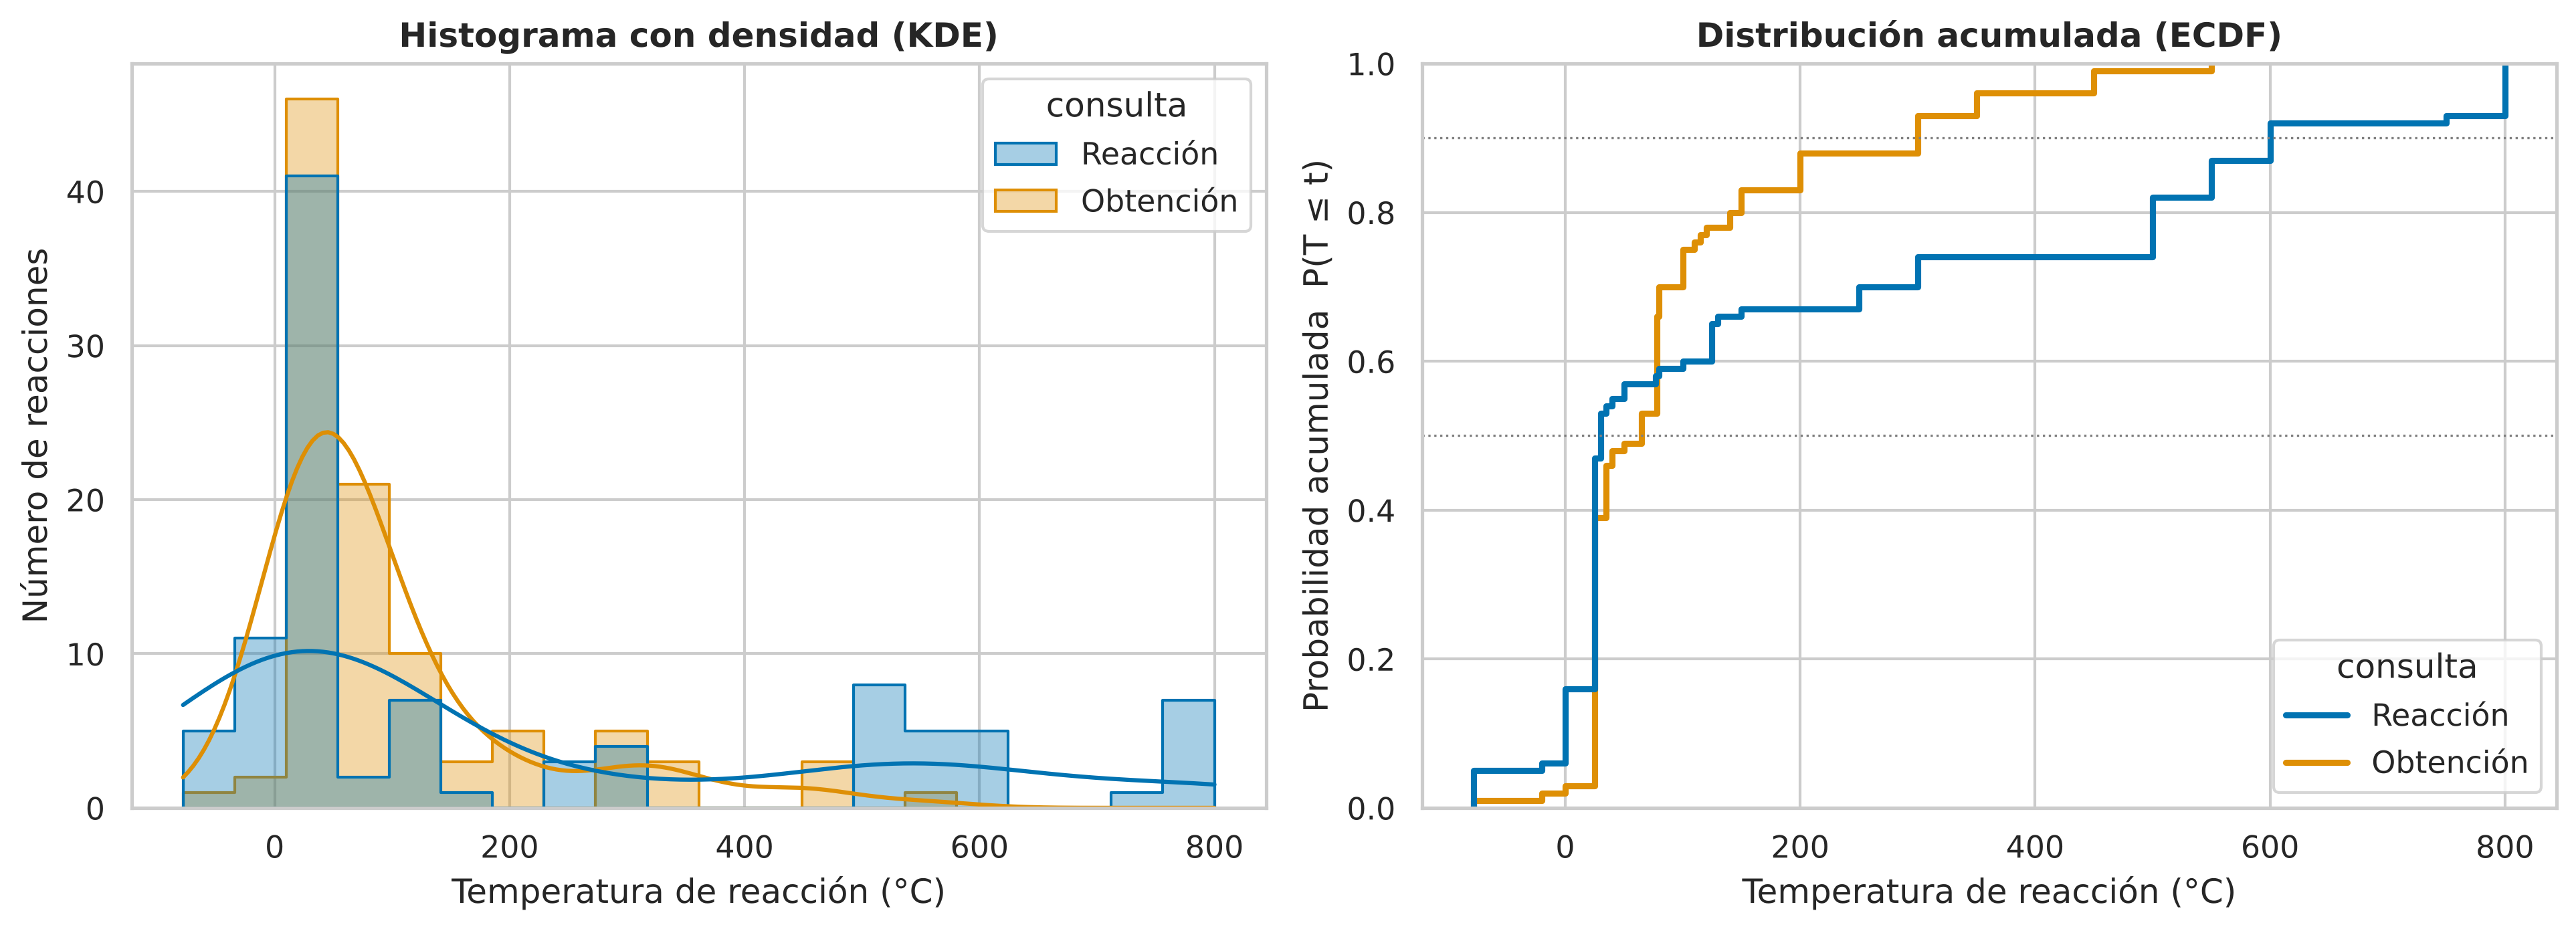 Histograma con densidad (KDE)
Número de reacciones
40
30
20
10
0
consulta
Reacción
Obtención
0 200 400 600 800
Temperatura de reacción (°C)
Distribución acumulada (ECDF)
Probabilidad acumulada P(T ≤ t)
1.0
0.8
0.6
0.4
0.2
0.0
consulta
Reacción
Obtención
0 200 400 600 800
Temperatura de reacción (°C)